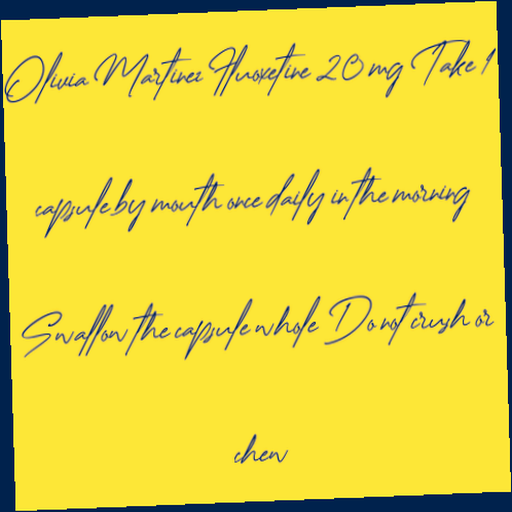 Olivia Martinez Fluoxetine 20 mg Take 1
capsule by mouth once daily in the morning
Swallow the capsule whole Do not crush or
chew